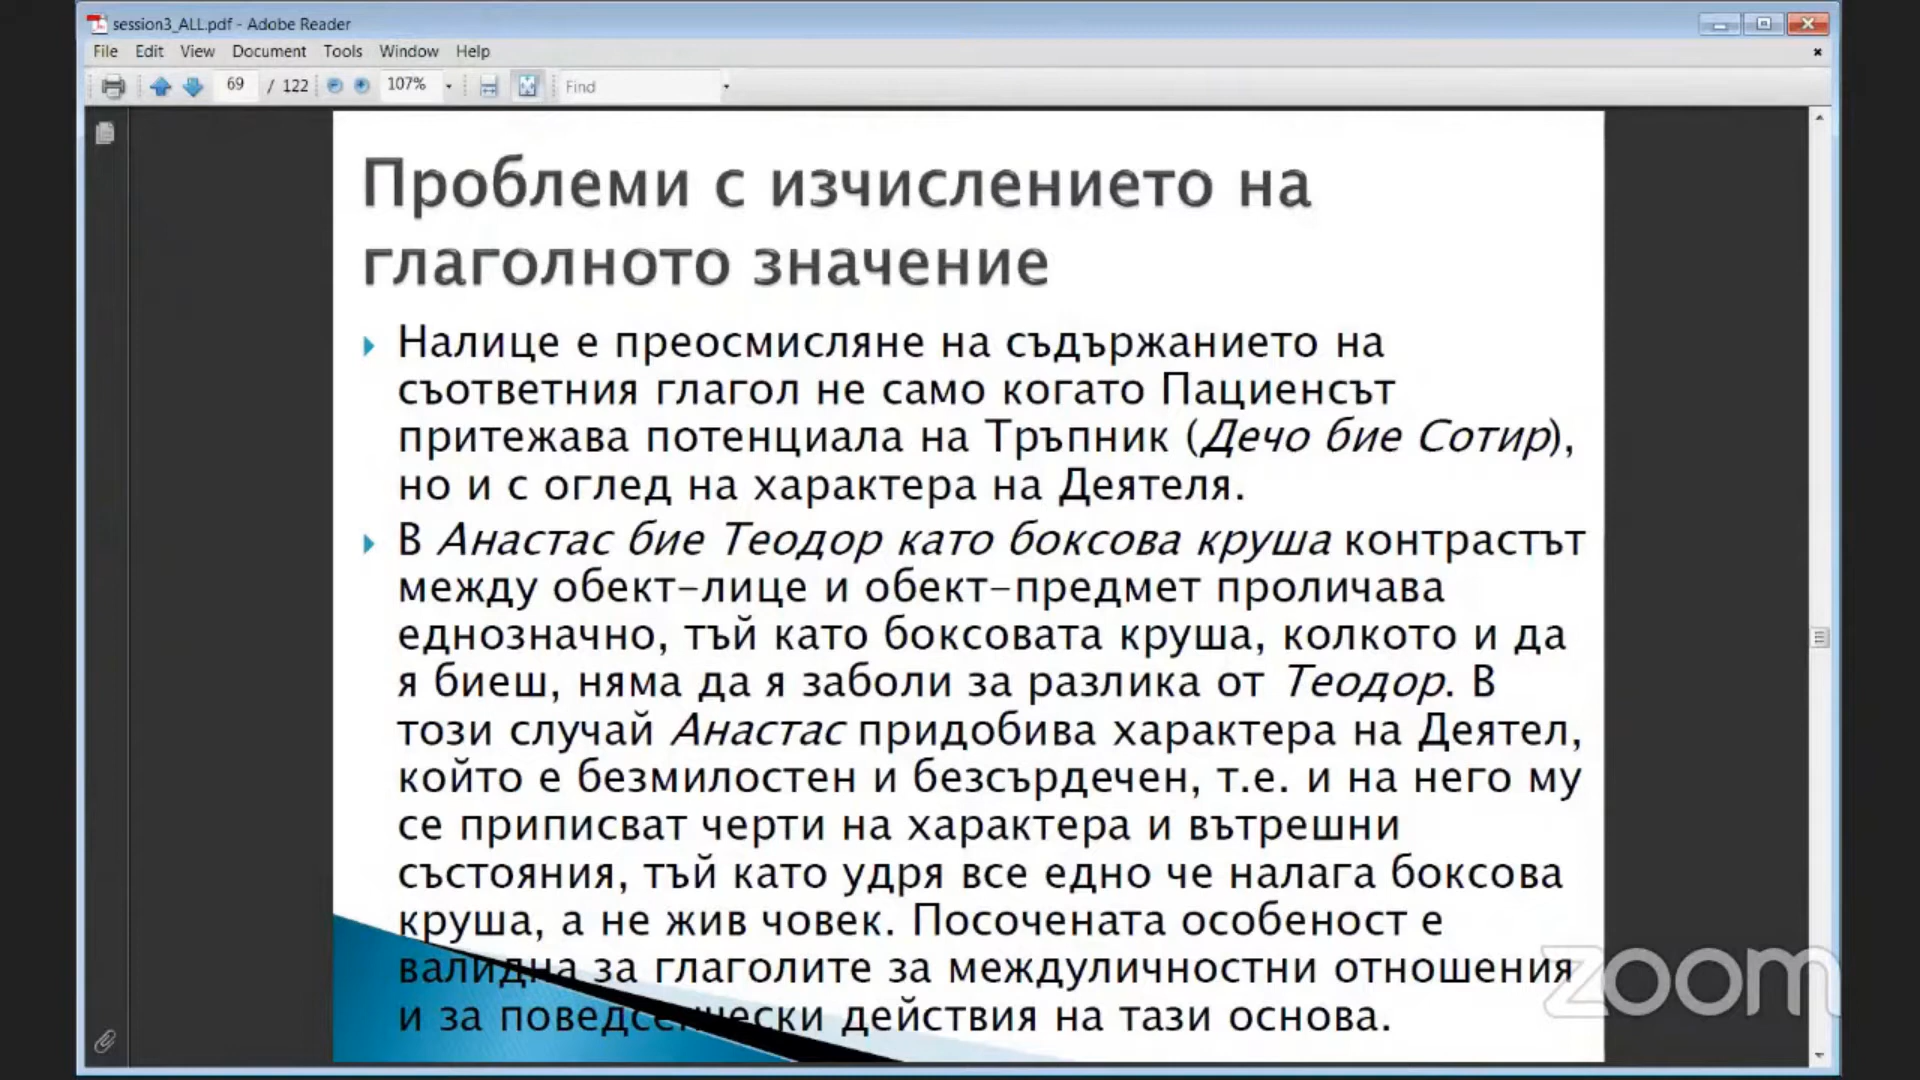 session3_ALL.pdf - Adobe Reader
File Edit View Document Tools Window Help
69 / 122 107% Find
Проблеми с изчислението на
глаголното значение
Налице е преосмисляне на съдържанието на
съответния глагол не само когато Пациенсът
притежава потенциала на Тръпник (Дечо бие Сотир),
но и с оглед на характера на Деятеля.
В Анастас бие Теодор като боксова круша контрастът
между обект-лице и обект-предмет проличава
еднозначно, тъй като боксовата круша, колкото и да
я биеш, няма да я заболи за разлика от Теодор. В
този случай Анастас придобива характера на Деятел,
който е безмилостен и безсърдечен, т.е. и на него му
се приписват черти на характера и вътрешни
състояния, тъй като удря все едно че налага боксова
круша, а не жив човек. Посочената особеност е
валидна за глаголите за междуличностни отношения
и за поведенчески действия на тази основа.
zoom